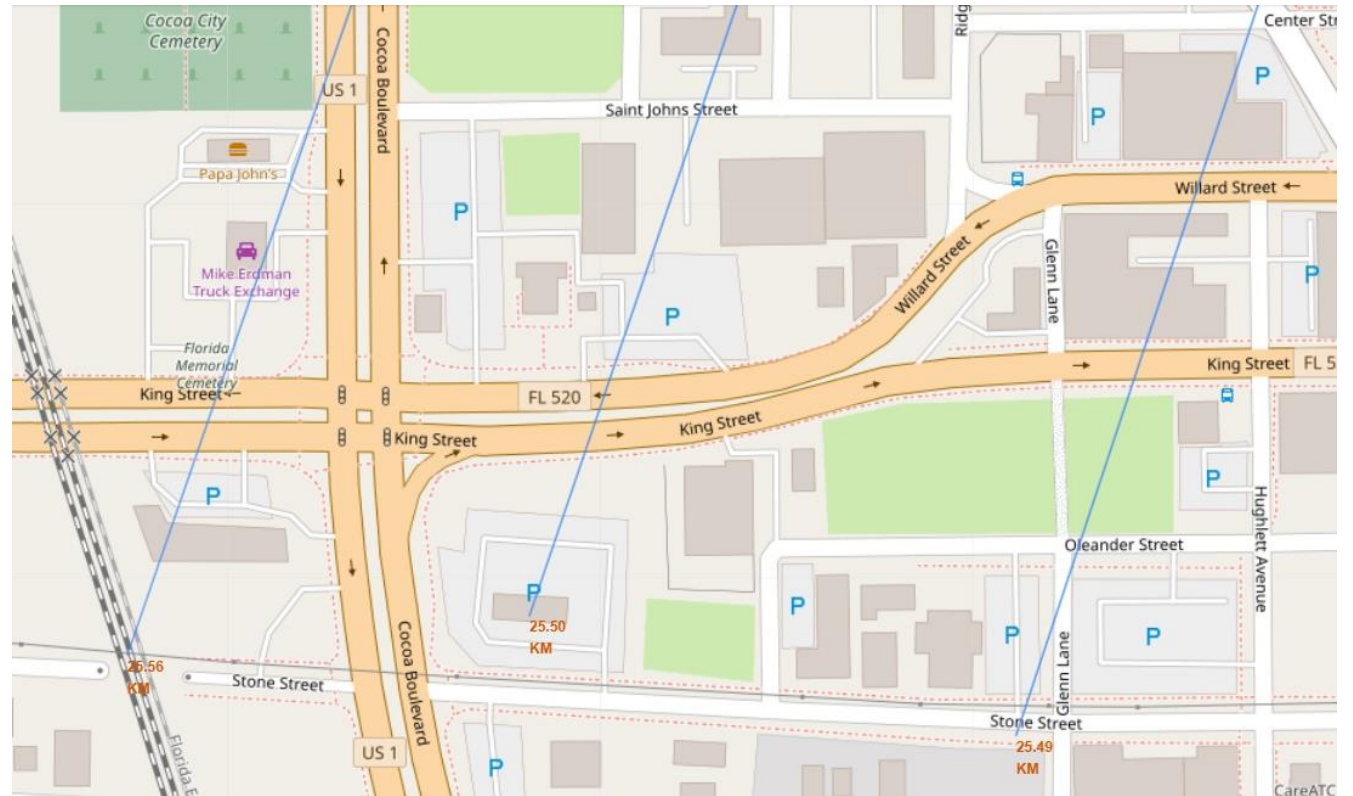 Cocoa City
Cemetery
US 1
Cocoa Boulevard
Ridg
Center Str
Saint Johns Street
P
P
Papa John's
P
Willard Street
Mike Erdman
Truck Exchange
Willard Street
Glenn Lane
P
P
Florida
Memorial
Cemetery
King Street
FL 520
King Street
FL 5
King Street
King Street
P
P
Hughlett Avenue
Oleander Street
P
25.50
KM
P
P
P
25.56
KM
Cocoa Boulevard
Glenn Lane
Stone Street
Stone Street
US 1
P
25.49
KM
Florida E
CareATC